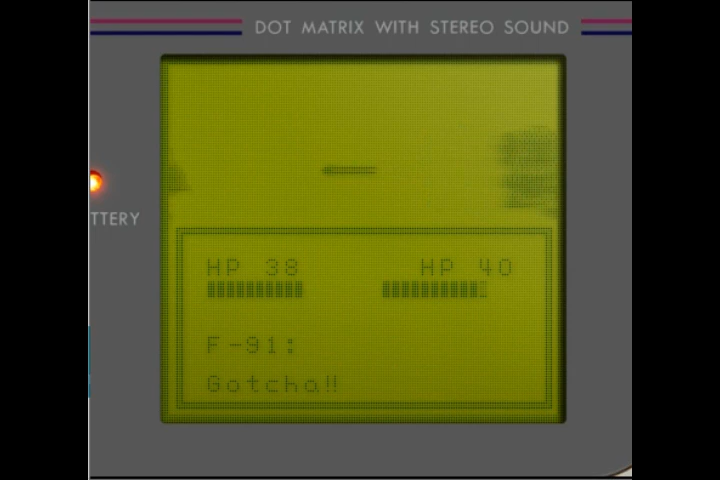 DOT MATRIX WITH STEREO SOUND
TTERY
HP 38 HP 40
F-91:
Gotcha!!